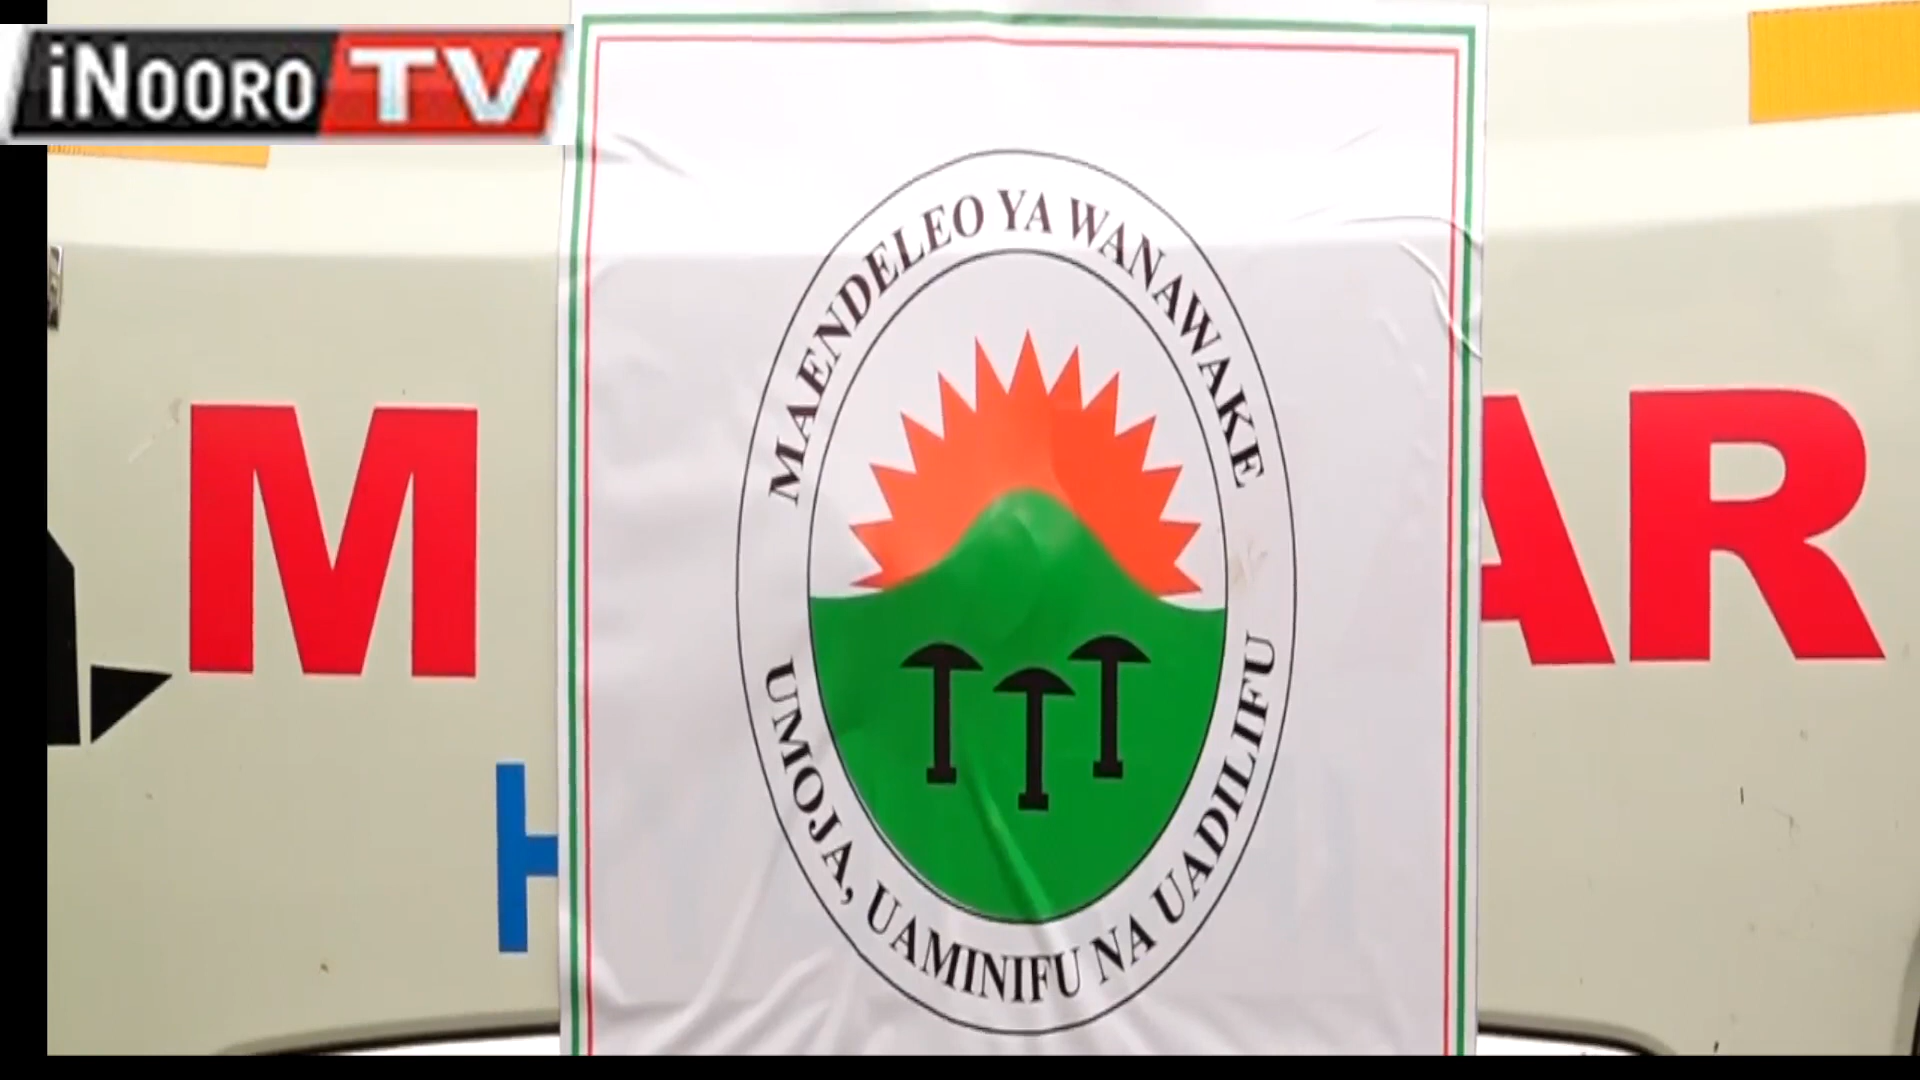 iNOORO TV
MAENDELEO YA WANAWAKE
M
AR
H
UMOJA, UAMINIFU NA UADILIFU